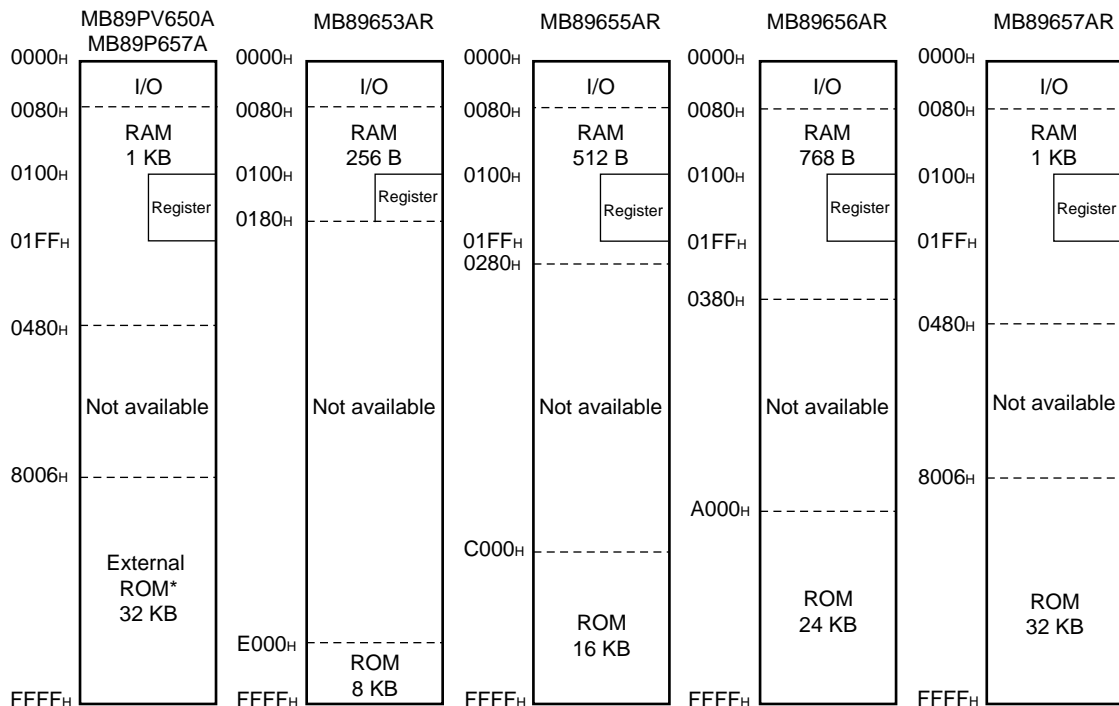 MB89PV650A
MB89P657A
0000H
I/O
0080H
RAM
1 KB
0100H
Register
01FFH
0480H
Not available
8006H
External
ROM*
32 KB
FFFFH
MB89653AR
0000H
I/O
0080H
RAM
256 B
0100H
Register
0180H
Not available
E000H
ROM
8 KB
FFFFH
MB89655AR
0000H
I/O
0080H
RAM
512 B
0100H
Register
01FFH
0280H
Not available
C000H
ROM
16 KB
FFFFH
MB89656AR
0000H
I/O
0080H
RAM
768 B
0100H
Register
01FFH
0380H
Not available
A000H
ROM
24 KB
FFFFH
MB89657AR
0000H
I/O
0080H
RAM
1 KB
0100H
Register
01FFH
0480H
Not available
8006H
ROM
32 KB
FFFFH